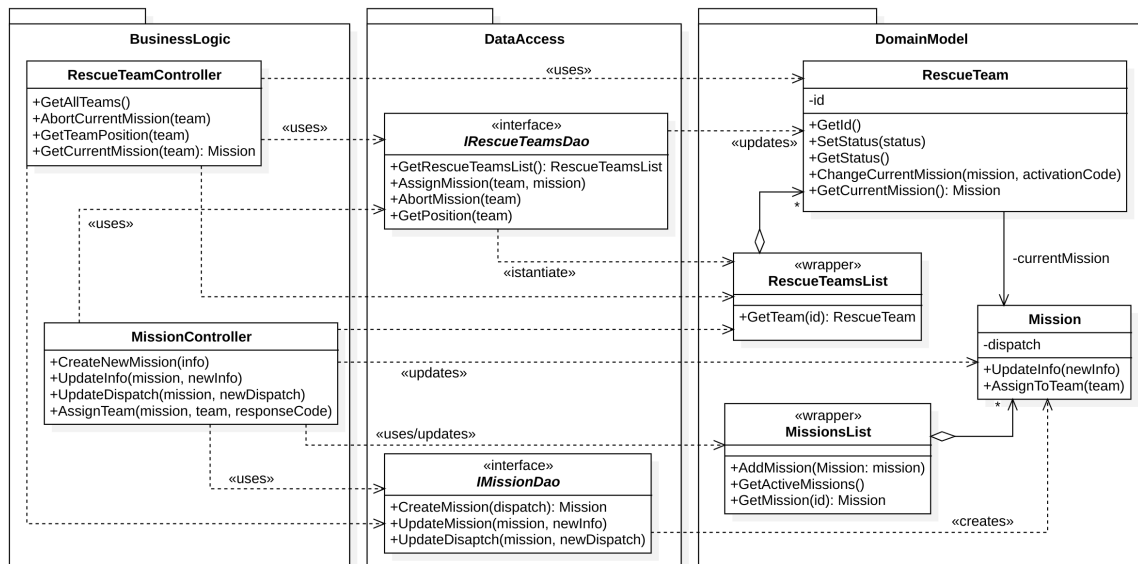 BusinessLogic
RescueTeamController
+GetAllTeams()
+AbortCurrentMission(team)
+GetTeamPosition(team)
+GetCurrentMission(team): Mission
«uses»
MissionController
+CreateNewMission(info)
+UpdateInfo(mission, newInfo)
+UpdateDispatch(mission, newDispatch)
+AssignTeam(mission, team, responseCode)
«uses»
DataAccess
«uses»
«uses»
«interface»
IRescueTeamsDao
+GetRescueTeamsList(): RescueTeamsList
+AssignMission(team, mission)
+AbortMission(team)
+GetPosition(team)
«istantiate»
«updates»
«uses/updates»
«interface»
IMissionDao
+CreateMission(dispatch): Mission
+UpdateMission(mission, newInfo)
+UpdateDisaptch(mission, newDispatch)
DomainModel
RescueTeam
-id
+GetId()
+SetStatus(status)
+GetStatus()
+ChangeCurrentMission(mission, activationCode)
+GetCurrentMission(): Mission
«updates»
*
«wrapper»
RescueTeamsList
+GetTeam(id): RescueTeam
-currentMission
Mission
-dispatch
+UpdateInfo(newInfo)
+AssignToTeam(team)
*
«wrapper»
MissionsList
+AddMission(Mission: mission)
+GetActiveMissions()
+GetMission(id): Mission
«creates»